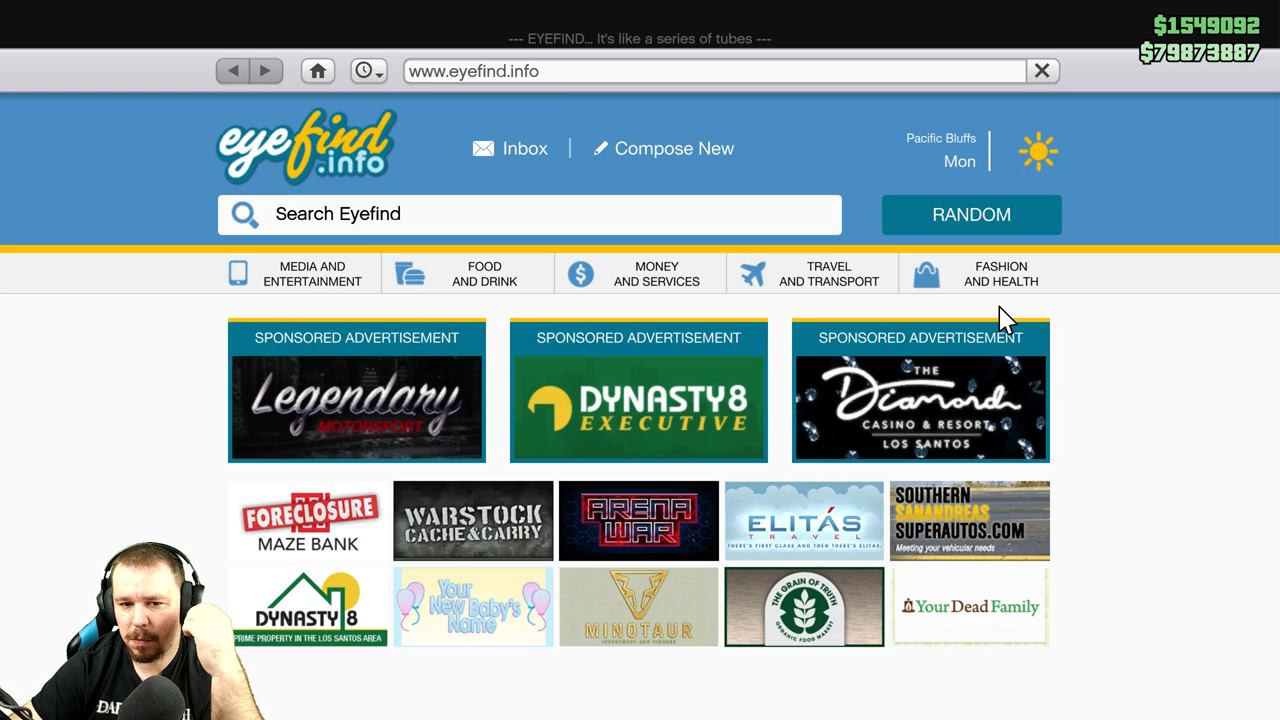 $1549092
--- EYEFIND... It's like a series of tubes ---
$79873887
www.eyefind.info
eyefind
.info
Inbox
Compose New
Pacific Bluffs
Mon
Search Eyefind
RANDOM
MEDIA AND
ENTERTAINMENT
FOOD
AND DRINK
MONEY
AND SERVICES
TRAVEL
AND TRANSPORT
FASHION
AND HEALTH
SPONSORED ADVERTISEMENT
Legendary
MOTORSPORT
SPONSORED ADVERTISEMENT
DYNASTY8
EXECUTIVE
SPONSORED ADVERTISEMENT
THE
Diamond
CASINO & RESORT
LOS SANTOS
FORECLOSURE
MAZE BANK
WARSTOCK
CACHE&CARRY
ARENA
WAR
ELITÁS
TRAVEL
THERE'S FIRST CLASS AND THEN THERE'S ELITAS.
SOUTHERN
SANANDREAS
SUPERAUTOS.COM
Meeting your vehicular needs
DYNASTY 8
PRIME PROPERTY IN THE LOS SANTOS AREA
Your
New Baby's
Name
MINOTAUR
THE GRAIN OF TRUTH
ORGANIC FOOD MARKET
YourDeadFamily